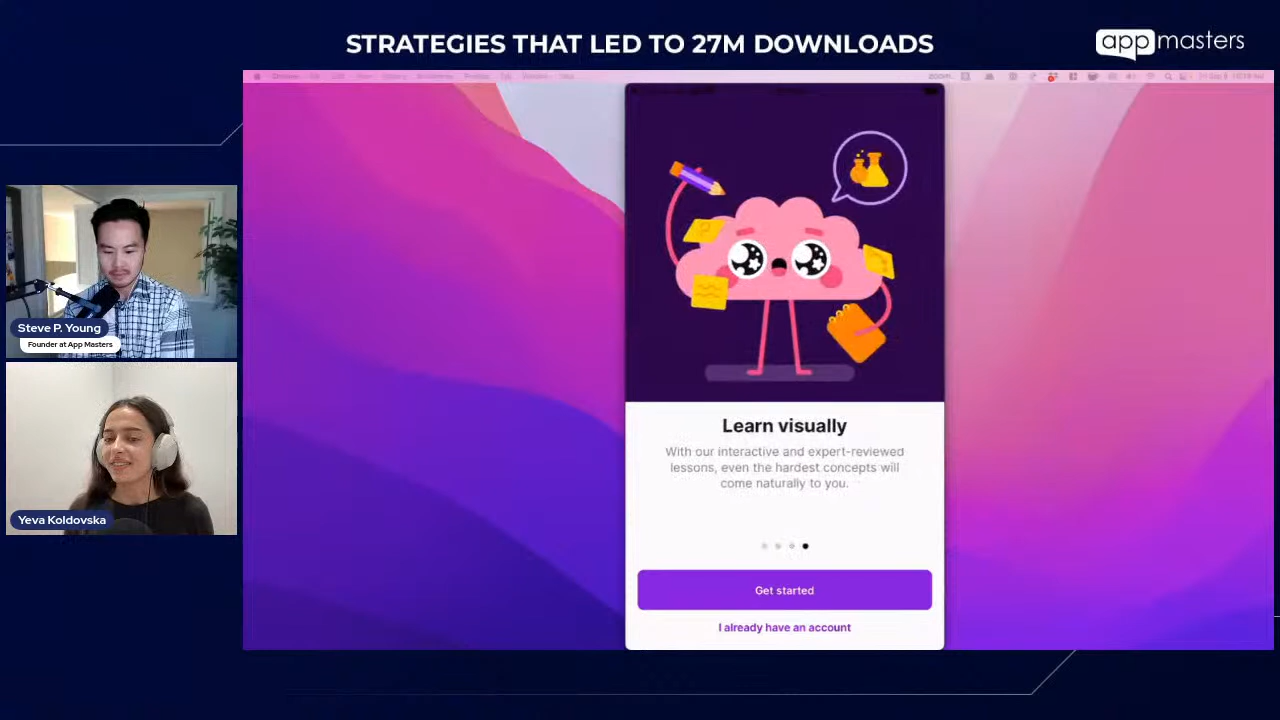 STRATEGIES THAT LED TO 27M DOWNLOADS
app masters
Steve P. Young
Founder at App Masters
Yeva Koldovska
Learn visually
With our interactive and expert-reviewed
lessons, even the hardest concepts will
come naturally to you.
Get started
I already have an account